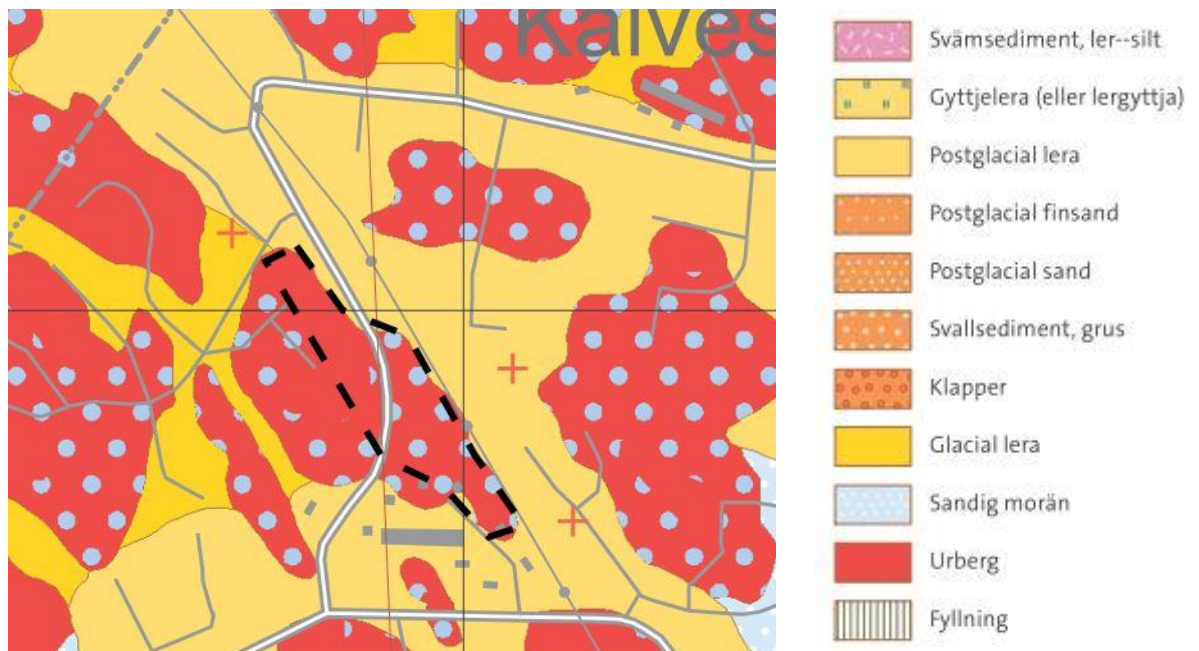 Kalves
Svämsediment, ler--silt
Gyttjelera (eller lergyttja)
Postglacial lera
Postglacial finsand
Postglacial sand
Svallsediment, grus
Klapper
Glacial lera
Sandig morän
Urberg
Fyllning